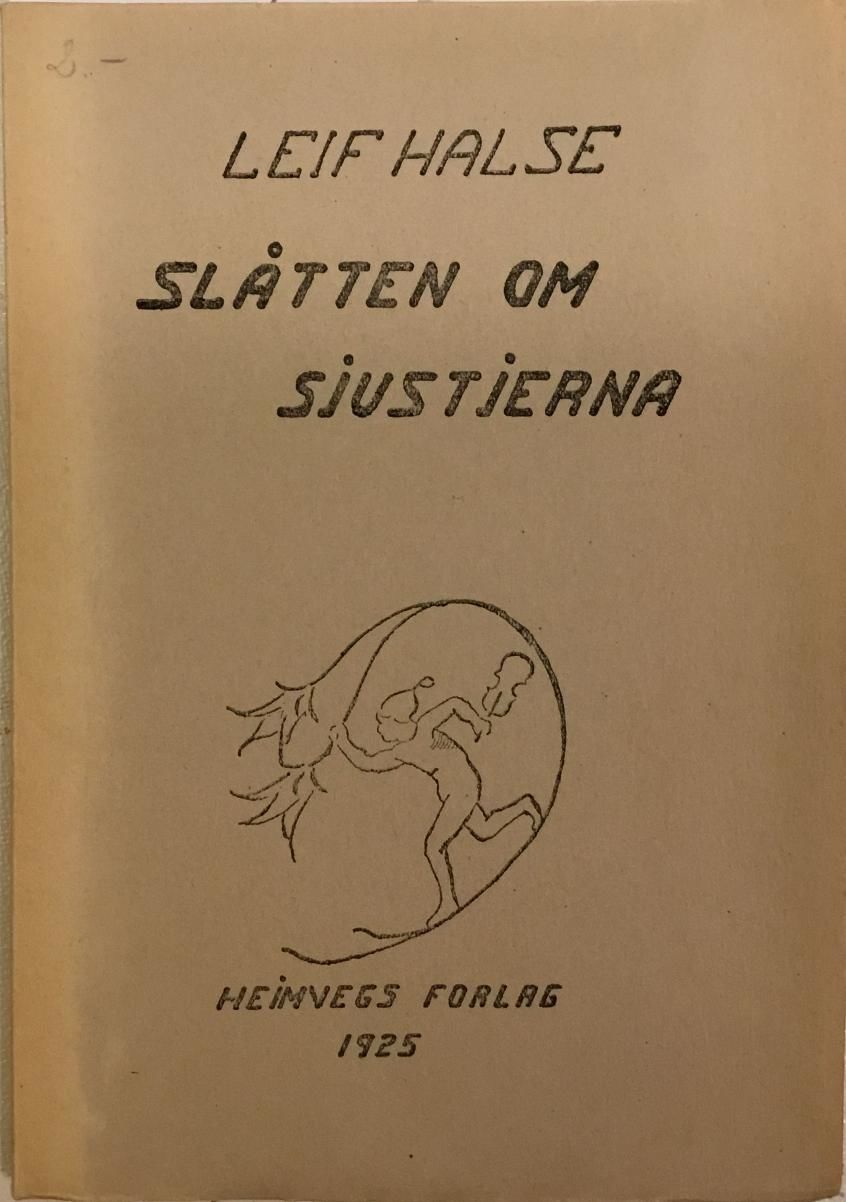 2.-
LEIF HALSE
SLÅTTEN OM
SJUSTJERNA
HEIMVEGS FORLAG
1925